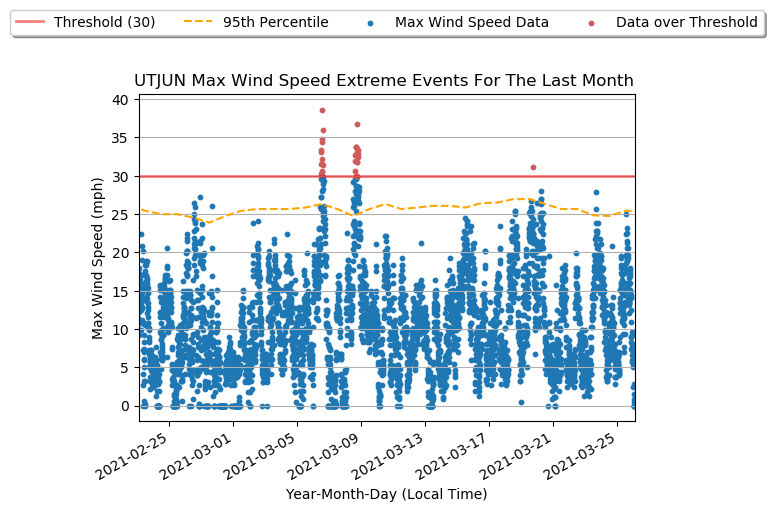 Threshold (30) 95th Percentile Max Wind Speed Data Data over Threshold
UTJUN Max Wind Speed Extreme Events For The Last Month
40
35
30
25
20
15
10
5
0
Max Wind Speed (mph)
2021-02-25 2021-03-01 2021-03-05 2021-03-09 2021-03-13 2021-03-17 2021-03-21 2021-03-25
Year-Month-Day (Local Time)